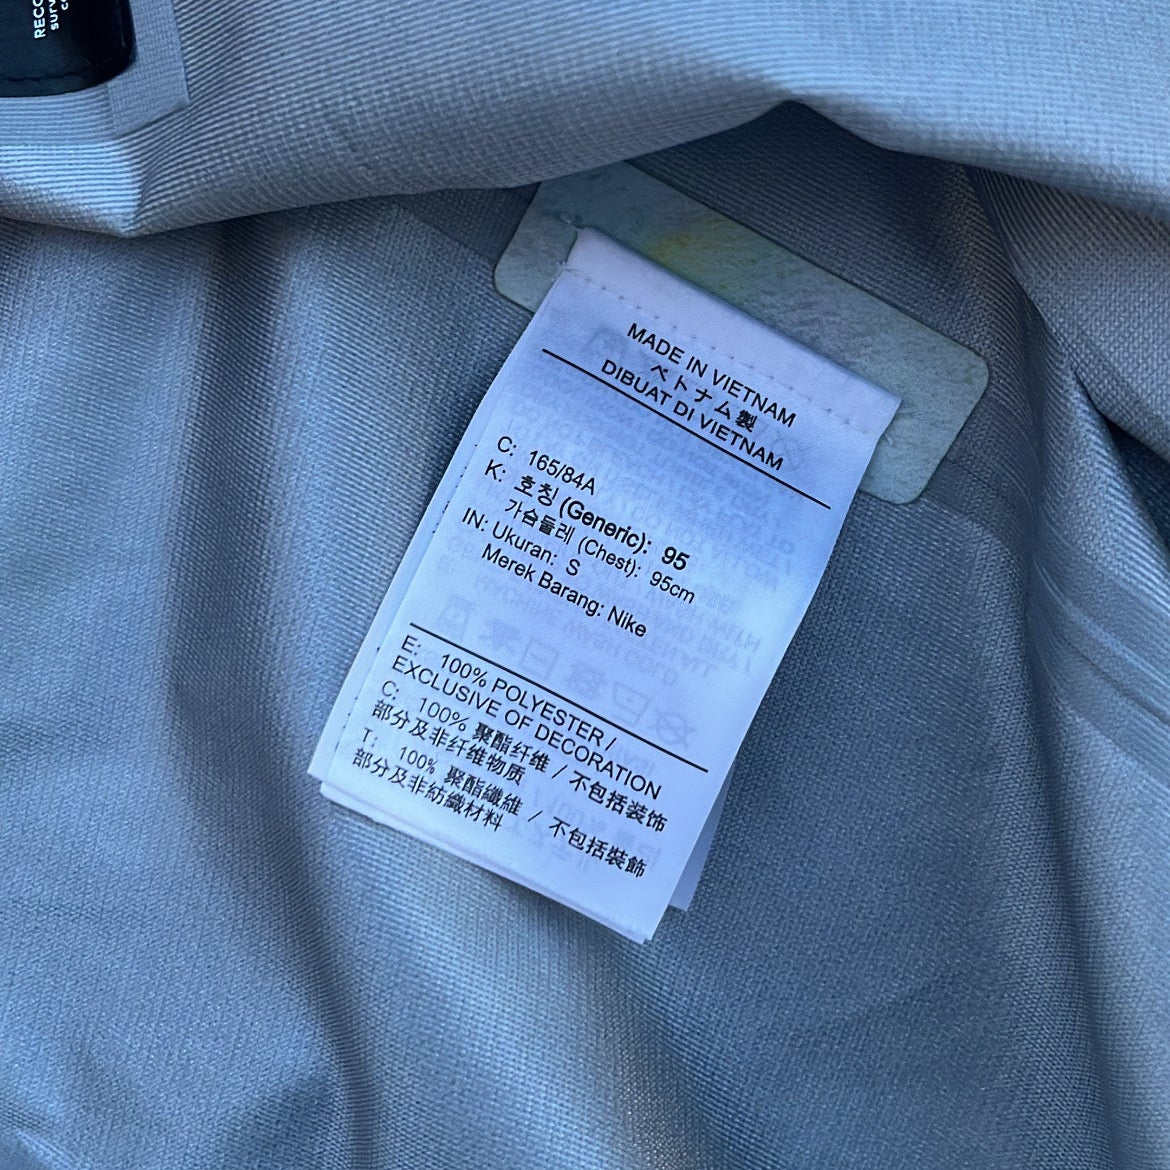 RECC
SURV
MADE IN VIETNAM
ベトナム製
DIBUAT DI VIETNAM
C: 165/84A
K: 호칭 (Generic): 95
가슴둘레 (Chest): 95cm
IN: Ukuran: S
Merek Barang: Nike
E: 100% POLYESTER /
EXCLUSIVE OF DECORATION
C: 100% 聚酯纤维 / 不包括装饰
部分及非纤维物质
T: 100% 聚酯纖維 / 不包括裝飾
部分及非紡織材料